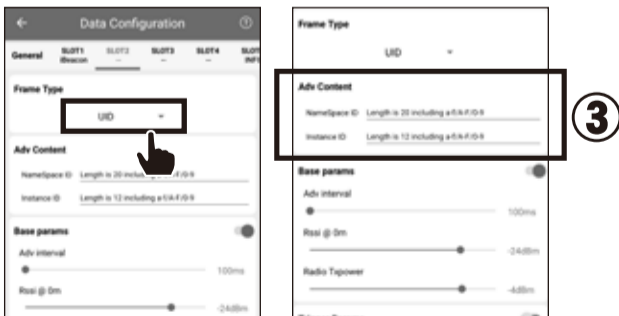 Data Configuration
General SLOT1 SLOT2 SLOT3 SLOT4 SLOT
iBeacon -- -- --
Frame Type
UID
Adv Content
NameSpace ID Length is 20 including a-f/A-F/0-9
Instance ID Length is 12 including a-f/A-F/0-9
Base params
Adv interval
100ms
Rssi @ 0m
-24dBm
Frame Type
UID
Adv Content
NameSpace ID Length is 20 including a-f/A-F/0-9
Instance ID Length is 12 including a-f/A-F/0-9
Base params
Adv interval
100ms
Rssi @ 0m
-24dBm
Radio Txpower
-4dBm
③